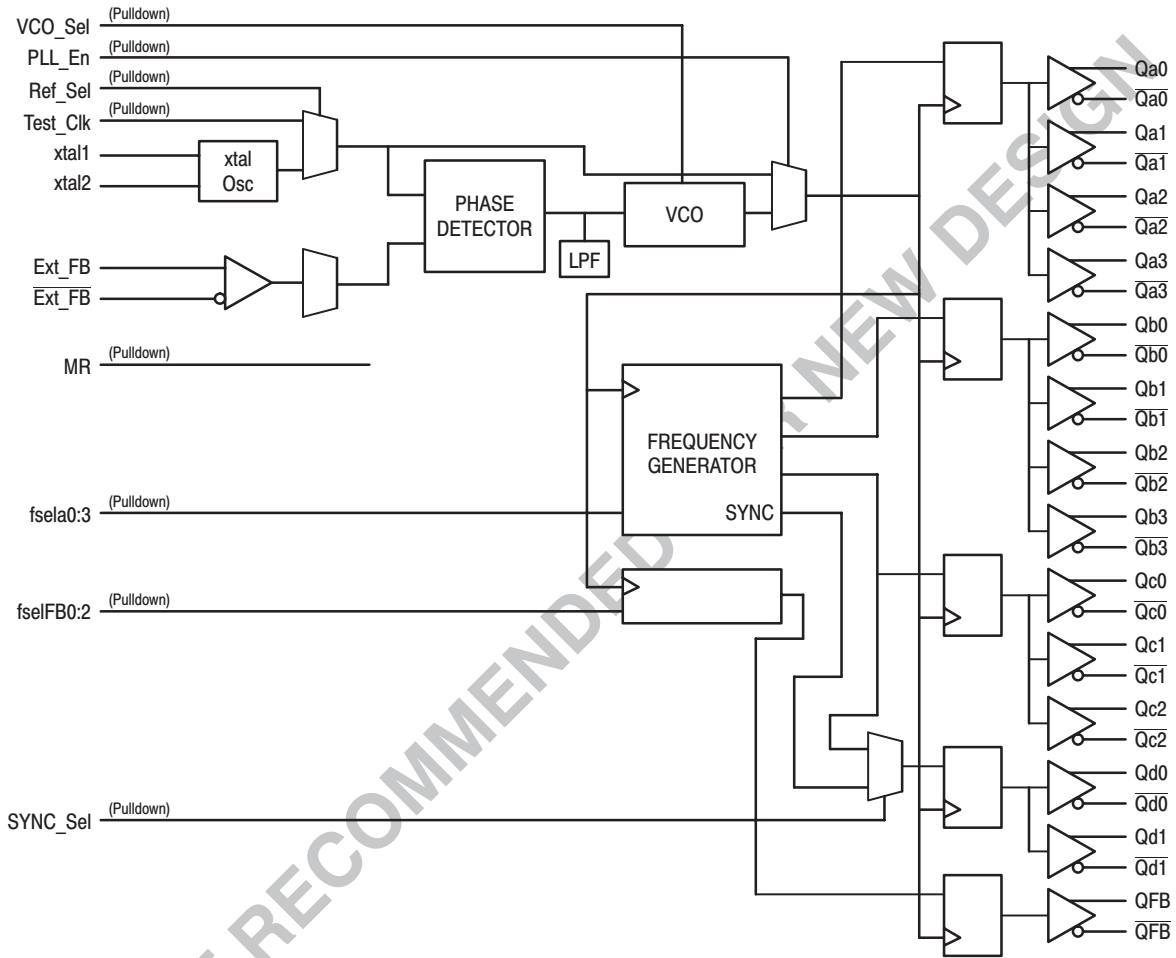 VCO_Sel (Pulldown)
PLL_En (Pulldown)
Ref_Sel (Pulldown)
Test_Clk (Pulldown)
xtal1
xtal2
xtal
Osc
PHASE
DETECTOR
LPF
VCO
Ext_FB
Ext_FB
MR (Pulldown)
FREQUENCY
GENERATOR
SYNC
fsela0:3 (Pulldown)
fselFB0:2 (Pulldown)
SYNC_Sel (Pulldown)
Qa0
Qa0
Qa1
Qa1
Qa2
Qa2
Qa3
Qa3
Qb0
Qb0
Qb1
Qb1
Qb2
Qb2
Qb3
Qb3
Qc0
Qc0
Qc1
Qc1
Qc2
Qc2
Qd0
Qd0
Qd1
Qd1
QFB
QFB
RECOMMENDED NEW DESIGN